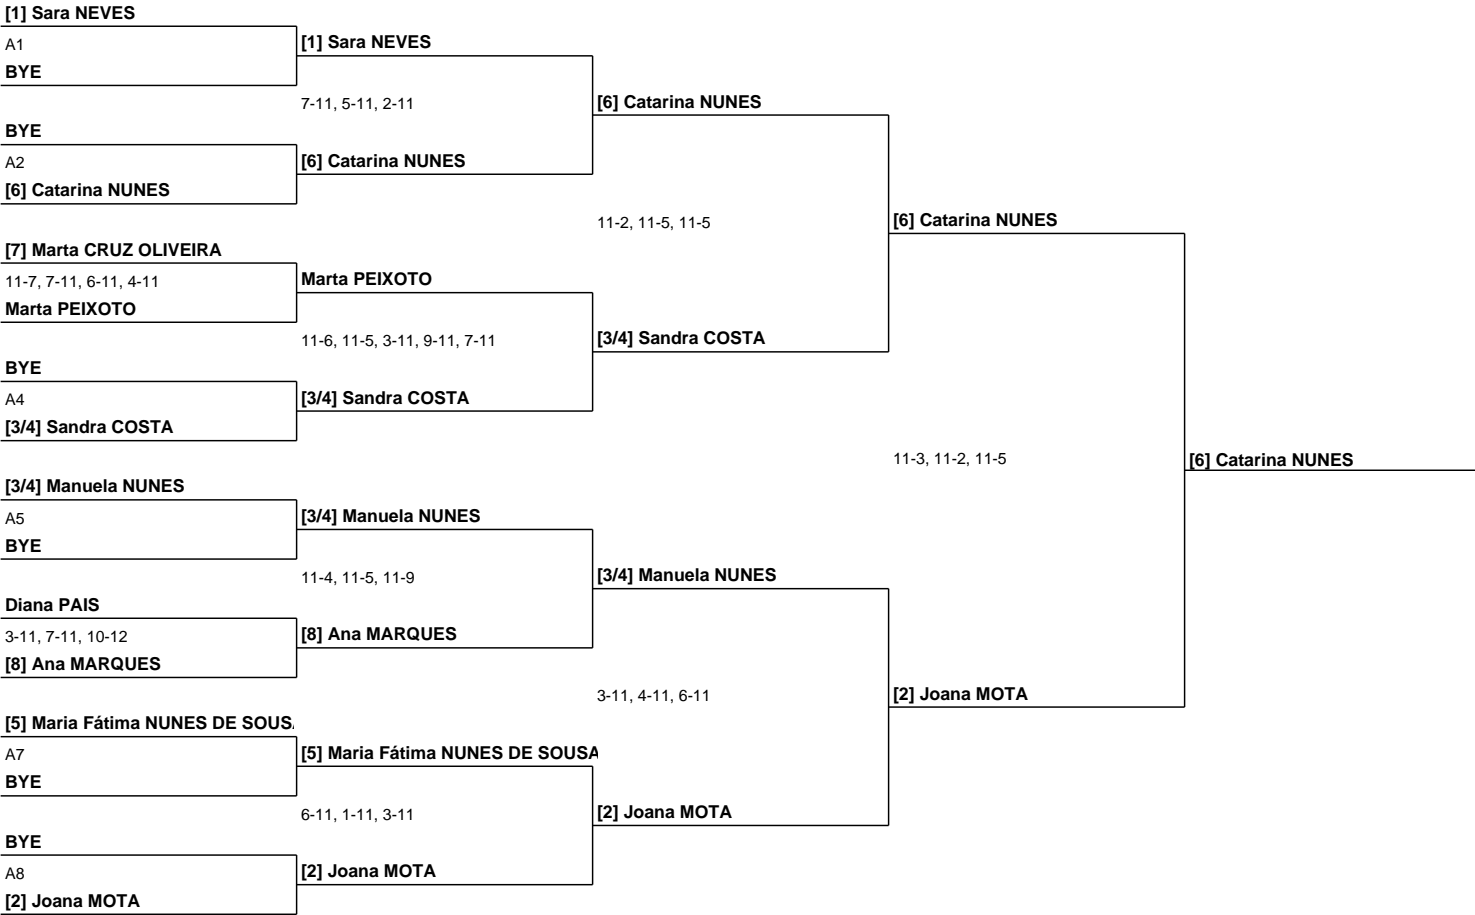 [1] Sara NEVES
A1
BYE
BYE
A2
[6] Catarina NUNES
[7] Marta CRUZ OLIVEIRA
11-7, 7-11, 6-11, 4-11
Marta PEIXOTO
BYE
A4
[3/4] Sandra COSTA
[3/4] Manuela NUNES
A5
BYE
Diana PAIS
3-11, 7-11, 10-12
[8] Ana MARQUES
[5] Maria Fátima NUNES DE SOUS
A7
BYE
BYE
A8
[2] Joana MOTA
[1] Sara NEVES
7-11, 5-11, 2-11
[6] Catarina NUNES
Marta PEIXOTO
11-6, 11-5, 3-11, 9-11, 7-11
[3/4] Sandra COSTA
[3/4] Manuela NUNES
11-4, 11-5, 11-9
[8] Ana MARQUES
[5] Maria Fátima NUNES DE SOUSA
6-11, 1-11, 3-11
[2] Joana MOTA
[6] Catarina NUNES
11-2, 11-5, 11-5
[3/4] Sandra COSTA
[3/4] Manuela NUNES
3-11, 4-11, 6-11
[2] Joana MOTA
[6] Catarina NUNES
11-3, 11-2, 11-5
[2] Joana MOTA
[6] Catarina NUNES